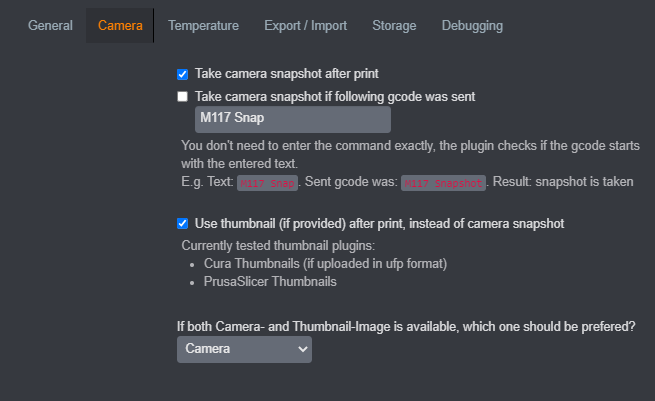 General Camera Temperature Export / Import Storage Debugging
Take camera snapshot after print
Take camera snapshot if following gcode was sent
M117 Snap
You don't need to enter the command exactly, the plugin checks if the gcode starts
with the entered text.
E.g. Text: M117 Snap. Sent gcode was: M117 Snapshot. Result: snapshot is taken
Use thumbnail (if provided) after print, instead of camera snapshot
Currently tested thumbnail plugins:
• Cura Thumbnails (if uploaded in ufp format)
• PrusaSlicer Thumbnails
If both Camera- and Thumbnail-Image is available, which one should be prefered?
Camera